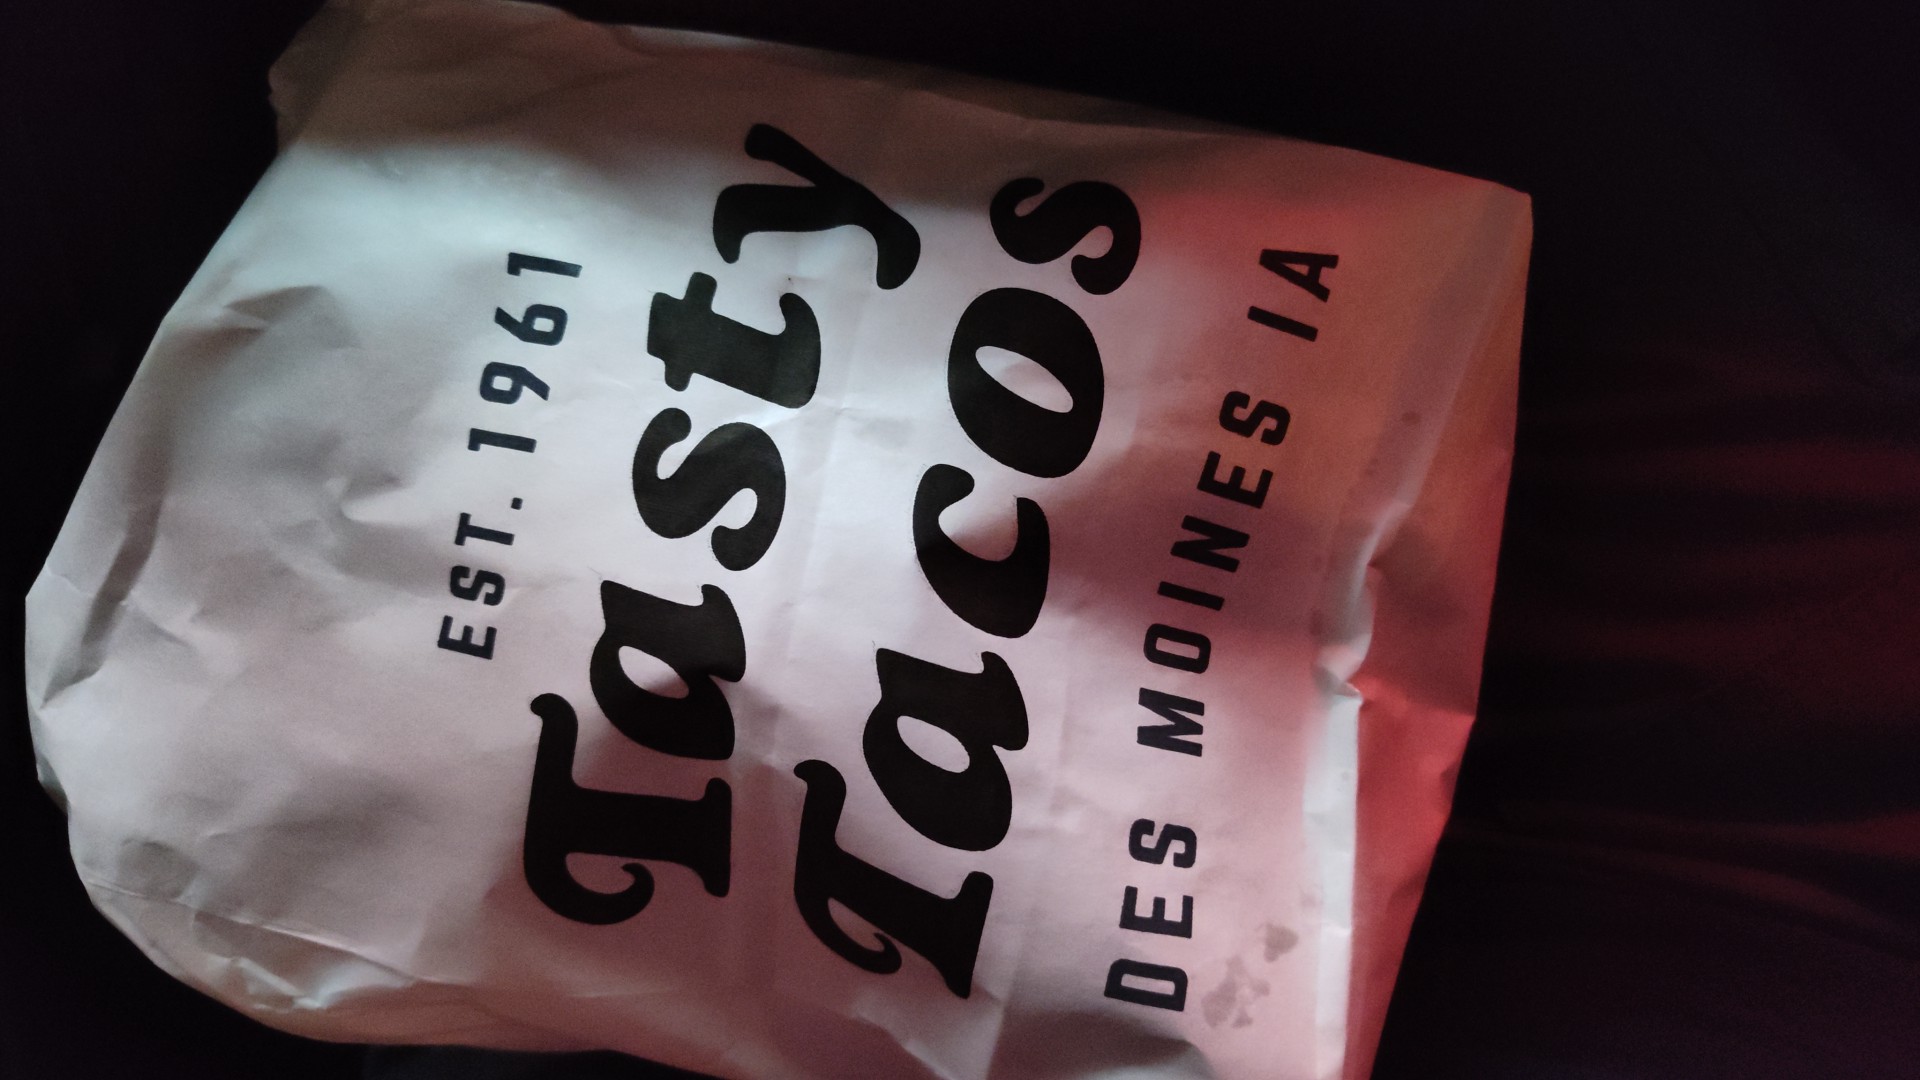 EST. 1961
Tasty
Tacos
DES MOINES IA